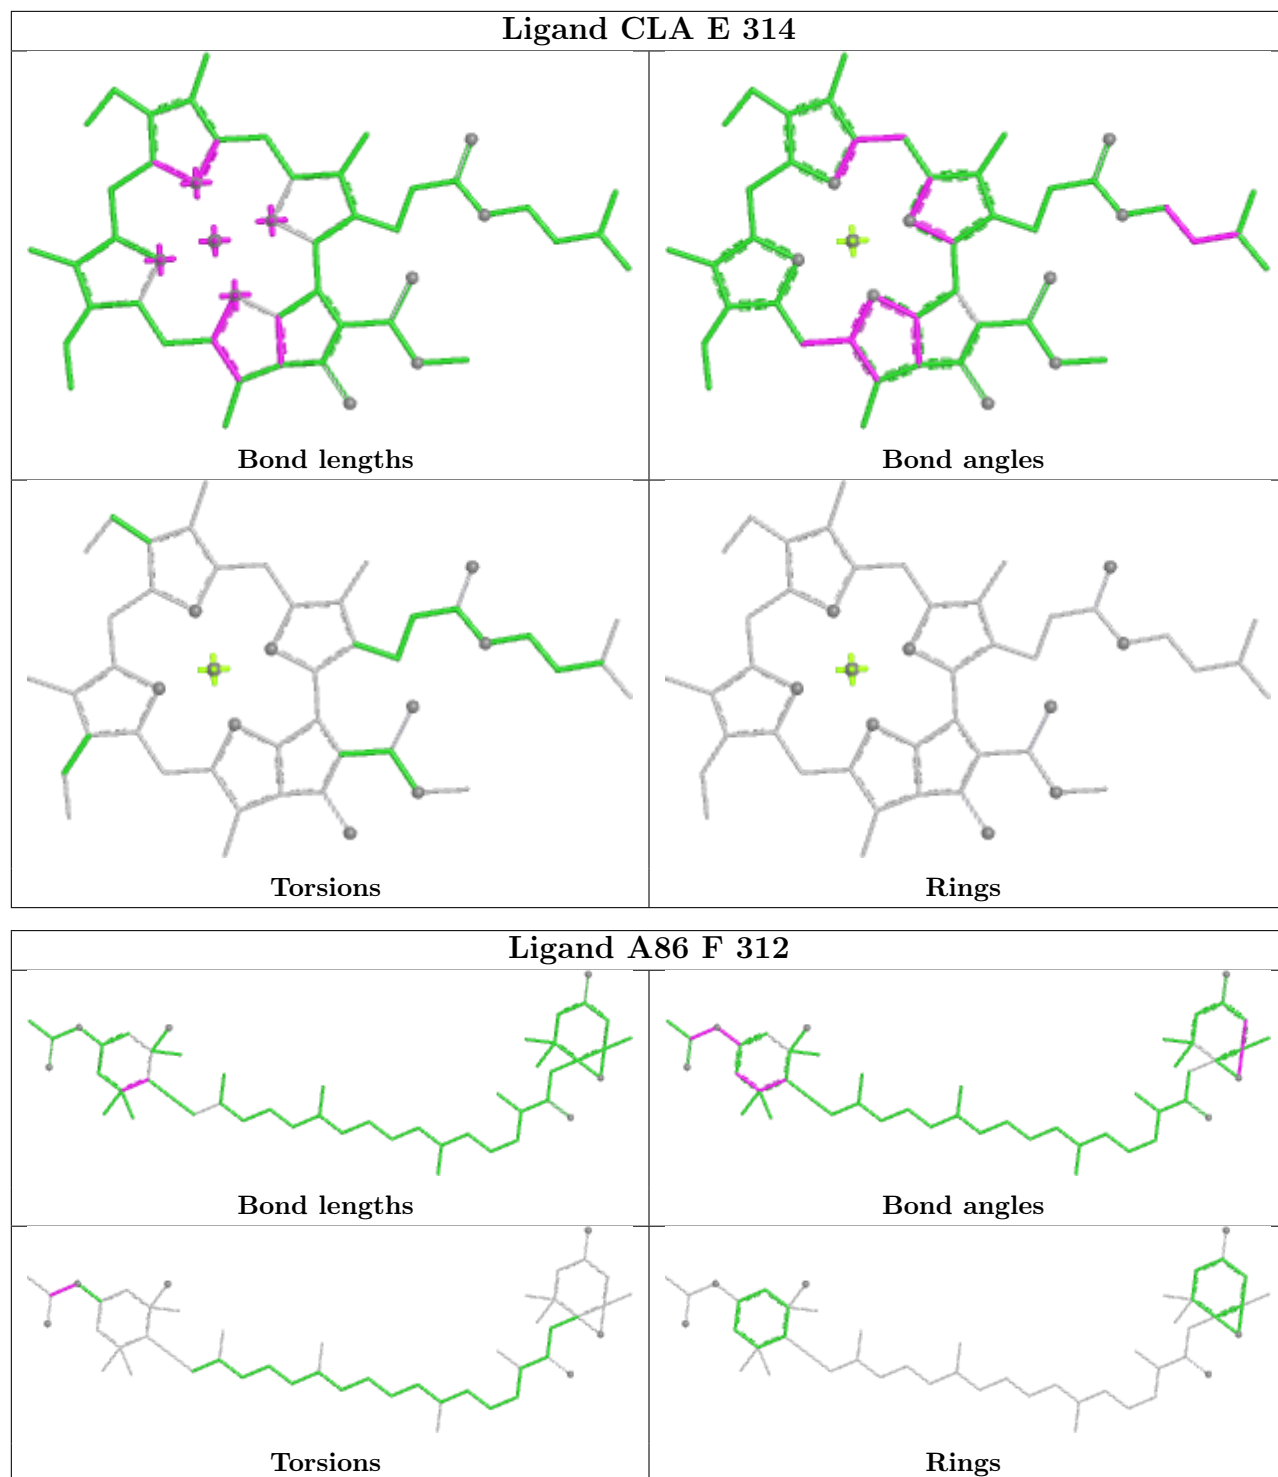 Ligand CLA E 314
Bond lengths
Bond angles
Torsions
Rings
Ligand A86 F 312
Bond lengths
Bond angles
Torsions
Rings